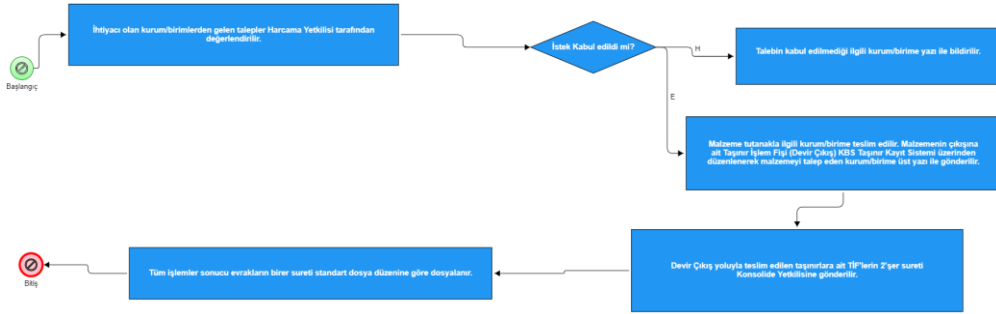 İhtiyacı olan kurum/birimlerden gelen talepler Harcama Yetkilisi tarafından
değerlendirilir.
Başlangıç
İstek Kabul edildi mi?
H
Talebin kabul edilmediği ilgili kurum/birime yazı ile bildirilir.
E
Malzeme tutanakla ilgili kurum/birime teslim edilir. Malzemenin çıkışına
ait Taşınır İşlem Fişi (Devir Çıkış) KBS Taşınır Kayıt Sistemi üzerinden
düzenlenerek malzemeyi talep eden kurum/birime üst yazı ile gönderilir.
Devir Çıkış yoluyla teslim edilen taşınırlara ait TİF'lerin 2'şer sureti
Konsolide Yetkilisine gönderilir.
Tüm işlemler sonucu evrakların birer sureti standart dosya düzenine göre dosyalanır.
Bitiş